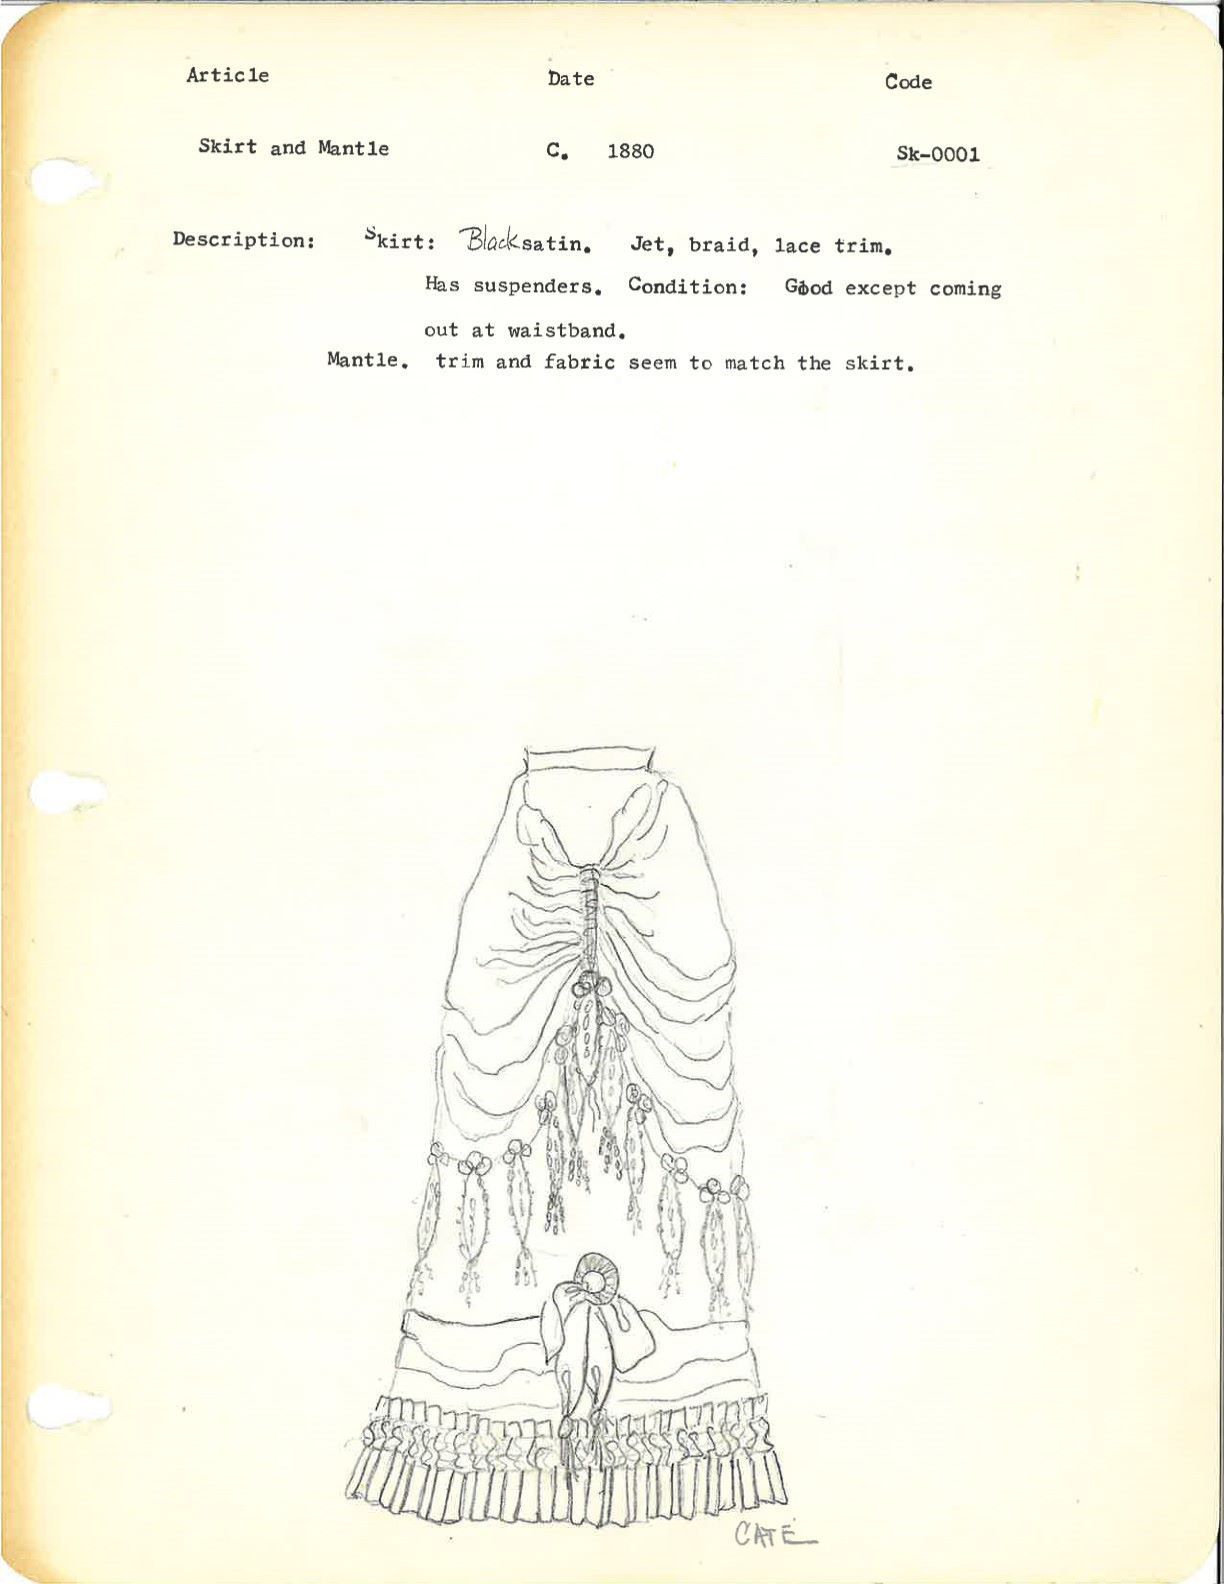 Article Date Code
Skirt and Mantle C. 1880 Sk-0001
Description: Skirt: Black satin. Jet, braid, lace trim.
Has suspenders. Condition: Good except coming
out at waistband.
Mantle. trim and fabric seem to match the skirt.
CATE